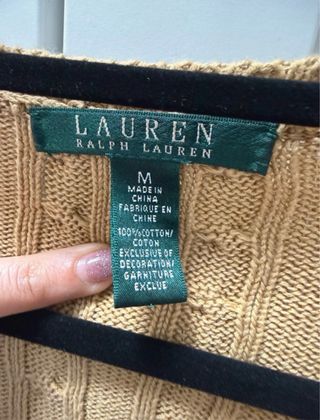 LAUREN
RALPH LAUREN
M
MADE IN
CHINA
FABRIQUE EN
CHINE
100%COTTON/
COTON
EXCLUSIVE OF
DECORATION/
GARNITURE
EXCLUE